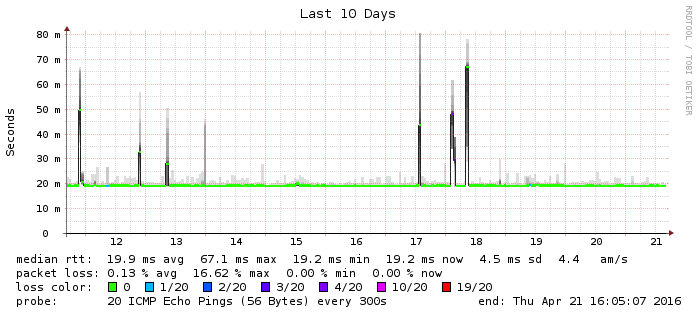 Last 10 Days
RRDTOOL / TOBI OETIKER
Seconds
80 m
70 m
60 m
50 m
40 m
30 m
20 m
10 m
0
12 13 14 15 16 17 18 19 20 21
median rtt: 19.9 ms avg 67.1 ms max 19.2 ms min 19.2 ms now 4.5 ms sd 4.4 am/s
packet loss: 0.13 % avg 16.62 % max 0.00 % min 0.00 % now
loss color: 0 1/20 2/20 3/20 4/20 10/20 19/20
probe: 20 ICMP Echo Pings (56 Bytes) every 300s end: Thu Apr 21 16:05:07 2016